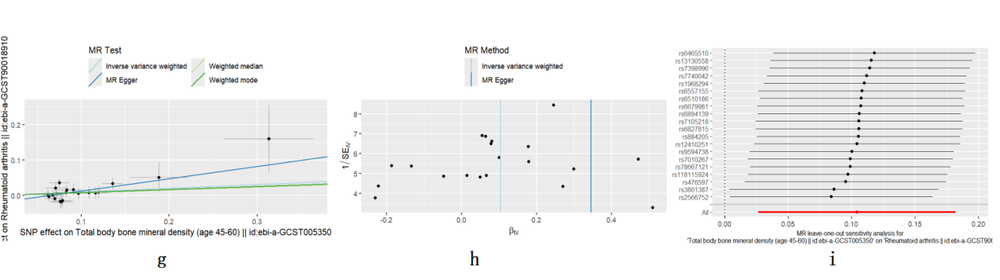 ct on Rheumatoid arthritis || id:ebi-a-GCST900018910
MR Test
Inverse variance weighted
Weighted median
MR Egger
Weighted mode
0.2
0.1
0.0
0.1
0.2
0.3
SNP effect on Total body bone mineral density (age 45-60) || id:ebi-a-GCST005350
g
MR Method
Inverse variance weighted
MR Egger
1 / SEIV
8
7
6
5
4
-0.2
0.0
0.2
0.4
βIV
h
rs6465510
rs13130558
rs7398996
rs7740042
rs1968294
rs6557155
rs6510186
rs6679981
rs6894139
rs7105218
rs6827815
rs884205
rs12410251
rs9594738
rs7010267
rs78667121
rs118115924
rs476597
rs3801387
rs2566752
All
0.00
0.05
0.10
0.15
0.20
MR leave-one-out sensitivity analysis for
'Total body bone mineral density (age 45-60) || id:ebi-a-GCST005350' on 'Rheumatoid arthritis || id:ebi-a-GCST90(
i